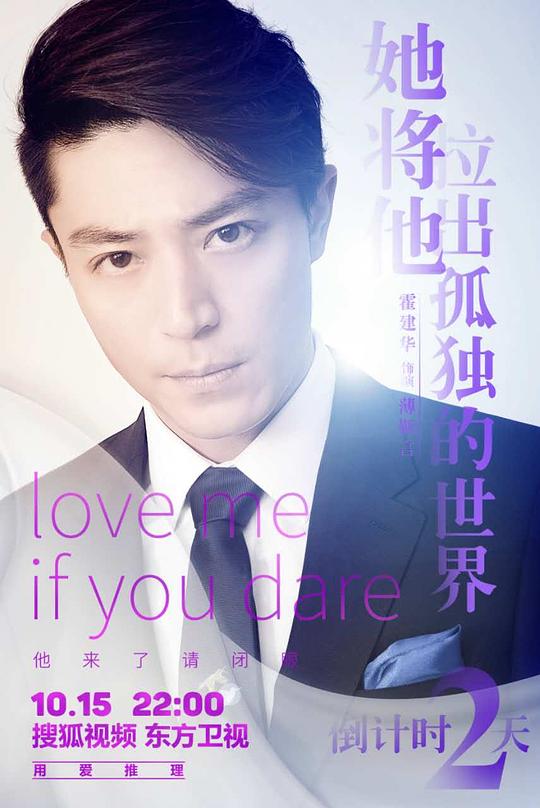 她将他
拉出孤独的世界
霍建华 饰演 薄靳言
love me
if you dare
他来了请闭眼
10.15 22:00
搜狐视频 东方卫视
用爱推理
倒计时2天